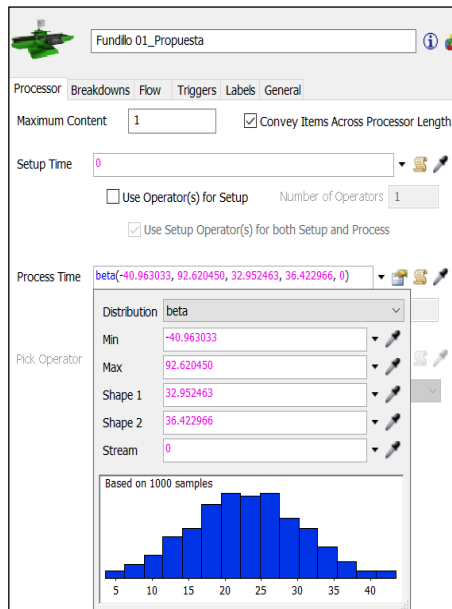 Fundillo 01_Propuesta
Processor Breakdowns Flow Triggers Labels General
Maximum Content 1 Convey Items Across Processor Length
Setup Time 0
Use Operator(s) for Setup Number of Operators 1
Use Setup Operator(s) for both Setup and Process
Process Time beta(-40.963033, 92.620450, 32.952463, 36.422966, 0)
Distribution beta
Min -40.963033
Pick Operator
Max 92.620450
Shape 1 32.952463
Shape 2 36.422966
Stream 0
Based on 1000 samples
5 10 15 20 25 30 35 40